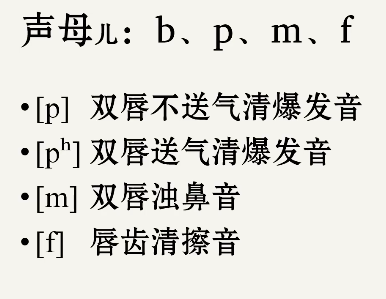 声母儿：b、p、m、f
•[p] 双唇不送气清爆发音
•[pʰ] 双唇送气清爆发音
•[m] 双唇浊鼻音
•[f] 唇齿清擦音